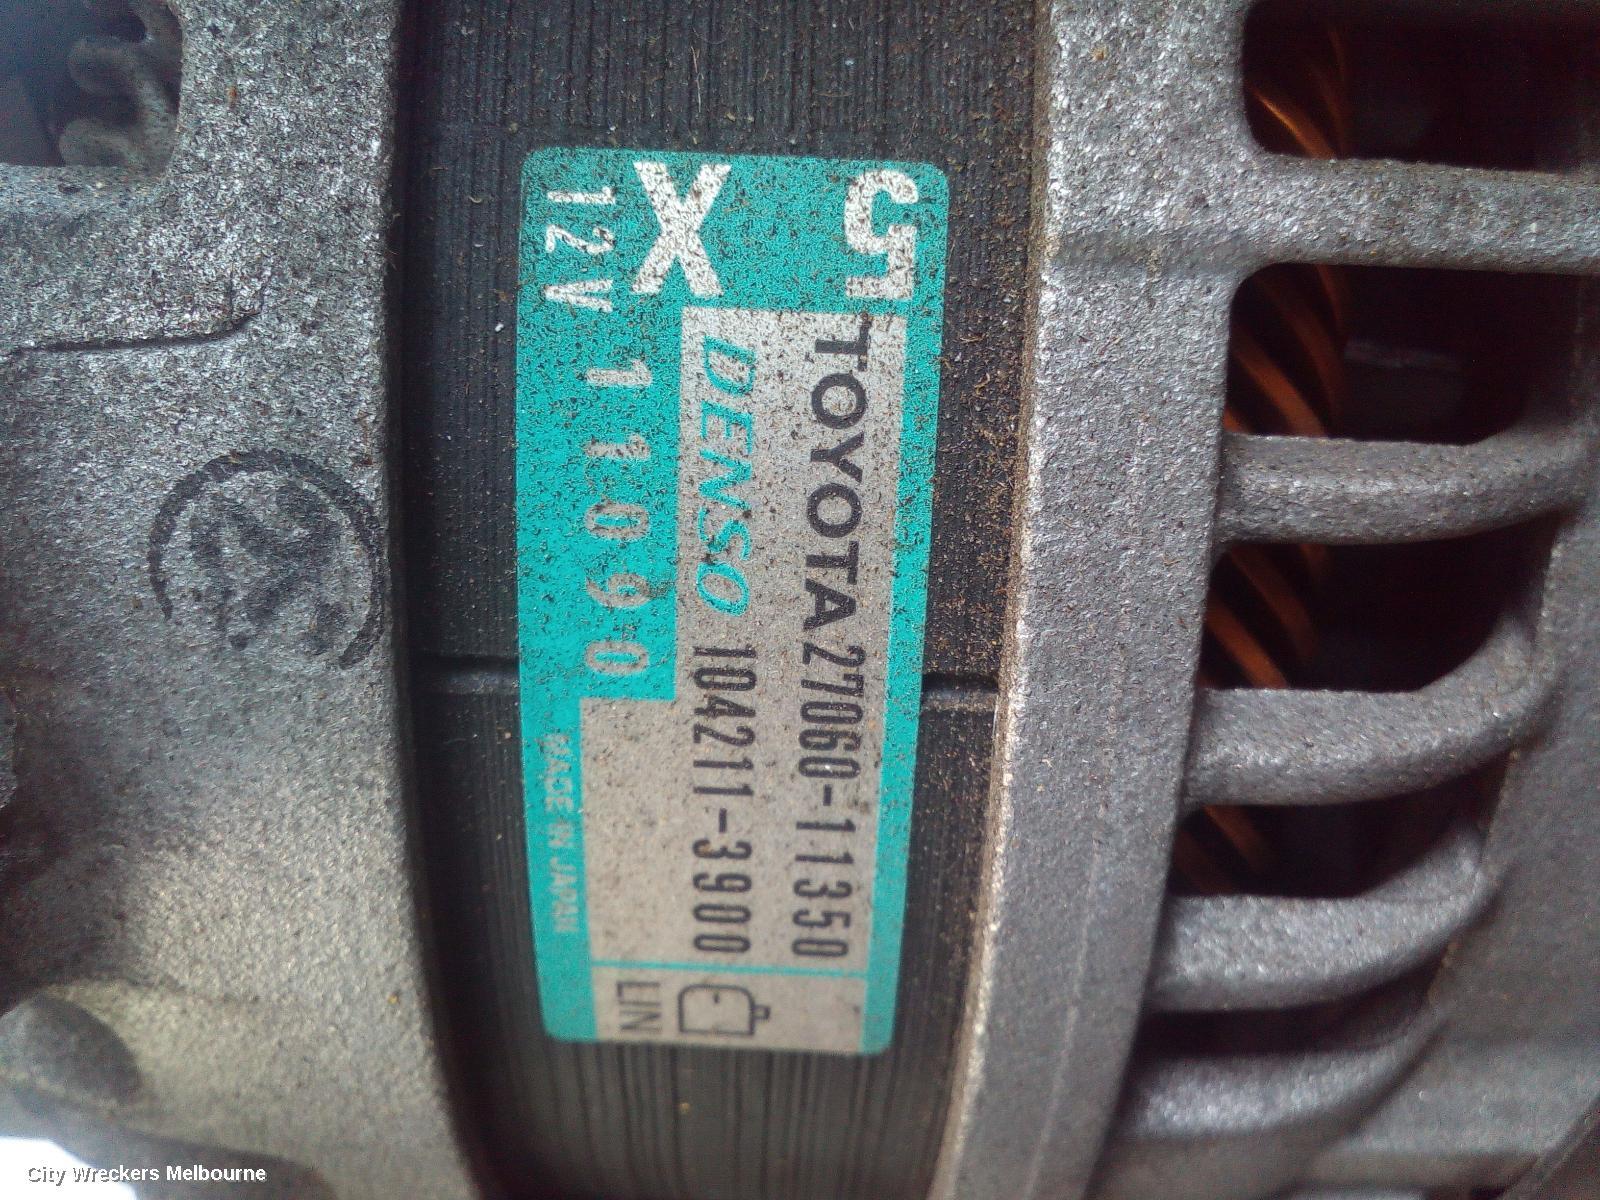 5 TOYOTA 27060-11350
X DENSO 104211-3900
12V 11090
LIN
MADE IN JAPAN
City Wreckers Melbourne